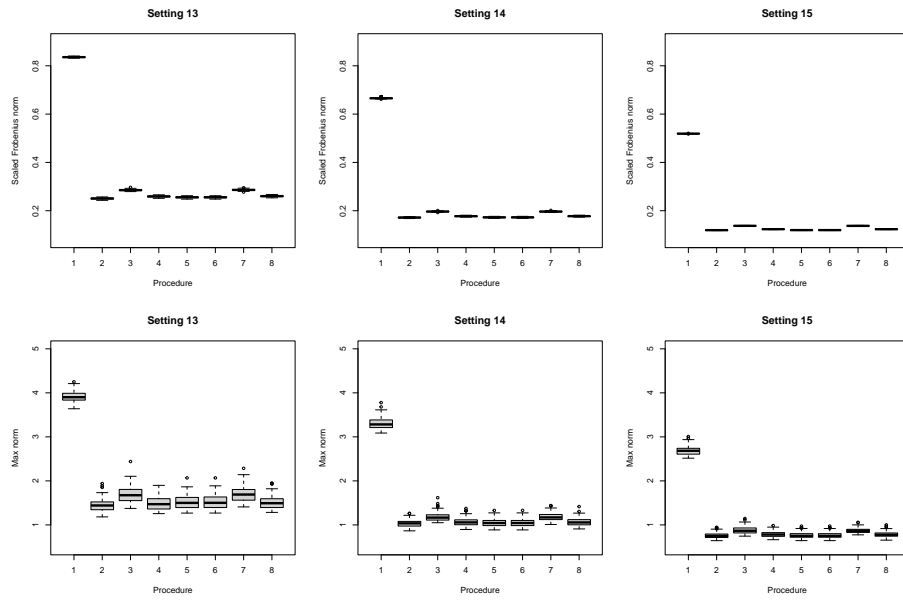 Setting 13
Scaled Frobenius norm
0.8
0.6
0.4
0.2
1 2 3 4 5 6 7 8
Procedure
Setting 14
Scaled Frobenius norm
0.8
0.6
0.4
0.2
1 2 3 4 5 6 7 8
Procedure
Setting 15
Scaled Frobenius norm
0.8
0.6
0.4
0.2
1 2 3 4 5 6 7 8
Procedure
Setting 13
Max norm
5
4
3
2
1
1 2 3 4 5 6 7 8
Procedure
Setting 14
Max norm
5
4
3
2
1
1 2 3 4 5 6 7 8
Procedure
Setting 15
Max norm
5
4
3
2
1
1 2 3 4 5 6 7 8
Procedure